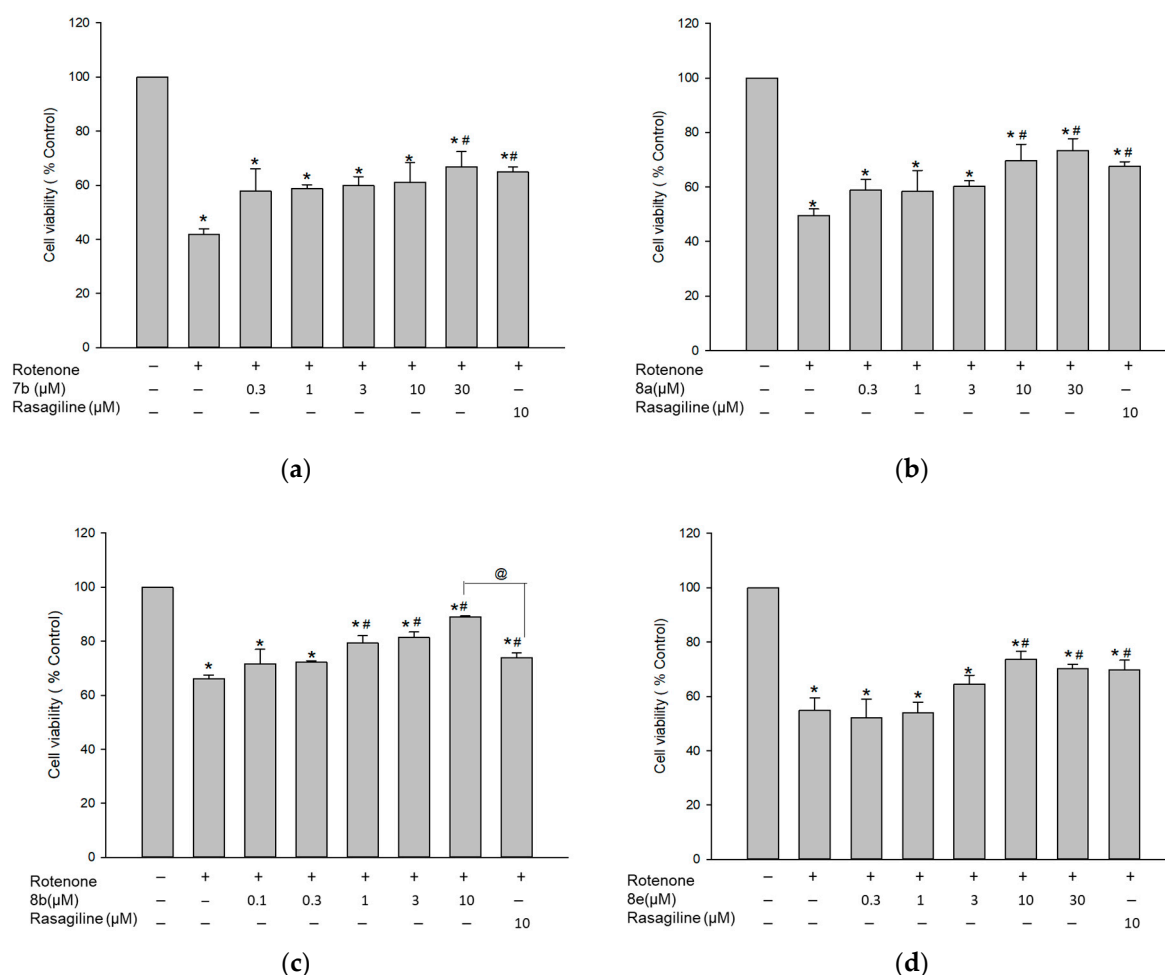 120
100
80
60
40
20
0
Cell viability ( % Control)
* * * * * *# *#
Rotenone – + + + + + + +
7b (µM) – – 0.3 1 3 10 30 –
Rasagiline (µM) – – – – – – – 10
(a)
120
100
80
60
40
20
0
Cell viability ( % Control)
* * * * *# *# *#
Rotenone – + + + + + + +
8a(µM) – – 0.3 1 3 10 30 –
Rasagiline (µM) – – – – – – – 10
(b)
120
100
80
60
40
20
0
Cell viability ( % Control)
@
* * * *# *# *# *#
Rotenone – + + + + + + +
8b(µM) – – 0.1 0.3 1 3 10 –
Rasagiline (µM) – – – – – – – 10
(c)
120
100
80
60
40
20
0
Cell viability ( % Control)
* * * * *# *# *#
Rotenone – + + + + + + +
8e(µM) – – 0.3 1 3 10 30 –
Rasagiline (µM) – – – – – – – 10
(d)